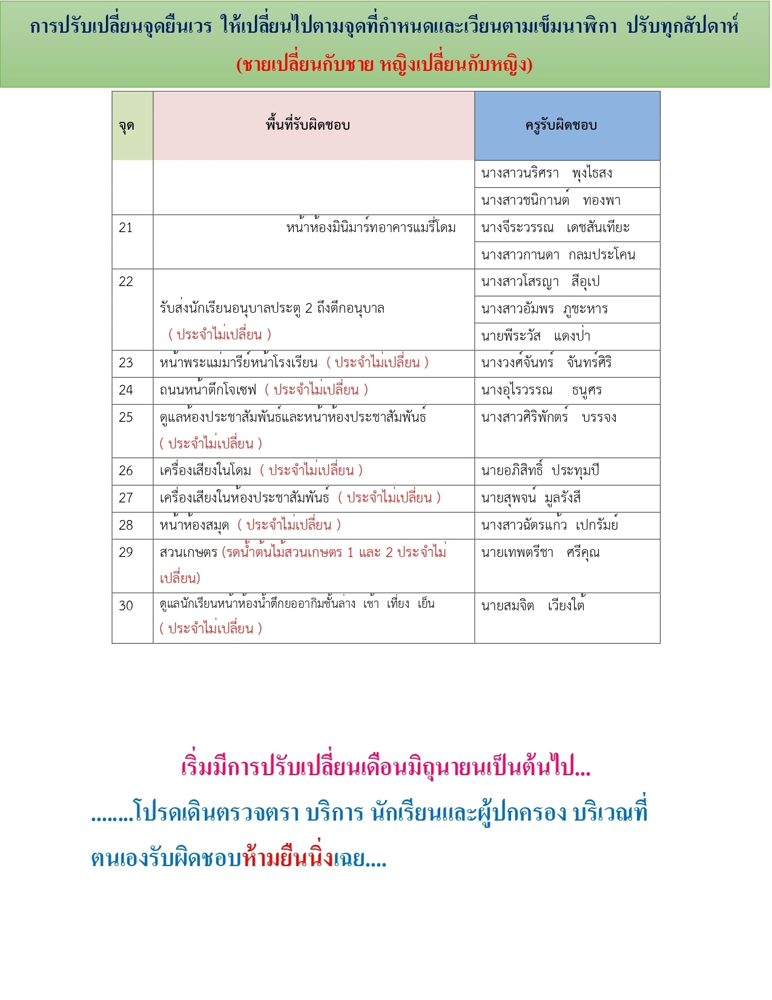 การปรับเปลี่ยนจุดยืนเวร ให้เปลี่ยนไปตามจุดที่กำหนดและเวียนตามเข็มนาฬิกา ปรับทุกสัปดาห์
(ชายเปลี่ยนกับชาย หญิงเปลี่ยนกับหญิง)
จุด พื้นที่รับผิดชอบ ครูรับผิดชอบ
นางสาวนริศรา พุงไธสง
นางสาวชนิกานต์ ทองพา
21 หน้าห้องมินิมาร์ทอาคารแมรี่โดม นางจีระวรรณ เดชสันเทียะ
นางสาวกานดา กลมประโคน
22 นางสาวโสรญา สีอุเป
รับส่งนักเรียนอนุบาลประตู 2 ถึงตึกอนุบาล นางสาวอัมพร ภูชะหาร
( ประจำไม่เปลี่ยน ) นายพีระวัส แดงป่า
23 หน้าพระแม่มารีย์หน้าโรงเรียน ( ประจำไม่เปลี่ยน ) นางวงศ์จันทร์ จันทร์ศิริ
24 ถนนหน้าตึกโจเซฟ ( ประจำไม่เปลี่ยน ) นางอุไรวรรณ ธนูศร
25 ดูแลห้องประชาสัมพันธ์และหน้าห้องประชาสัมพันธ์ นางสาวศิริพักตร์ บรรจง
( ประจำไม่เปลี่ยน )
26 เครื่องเสียงในโดม ( ประจำไม่เปลี่ยน ) นายอภิสิทธิ์ ประทุมปี
27 เครื่องเสียงในห้องประชาสัมพันธ์ ( ประจำไม่เปลี่ยน ) นายสุพจน์ มูลรังสี
28 หน้าห้องสมุด ( ประจำไม่เปลี่ยน ) นางสาวฉัตรแก้ว เปกรัมย์
29 สวนเกษตร (รดน้ำต้นไม้สวนเกษตร 1 และ 2 ประจำไม่ นายเทพตรีชา ศรีคุณ
เปลี่ยน)
30 ดูแลนักเรียนหน้าห้องน้ำตึกยออากิมชั้นล่าง เช้า เที่ยง เย็น นายสมจิต เวียงใต้
( ประจำไม่เปลี่ยน )
เริ่มมีการปรับเปลี่ยนเดือนมิถุนายนเป็นต้นไป...
........โปรดเดินตรวจตรา บริการ นักเรียนและผู้ปกครอง บริเวณที่
ตนเองรับผิดชอบห้ามยืนนิ่งเฉย....